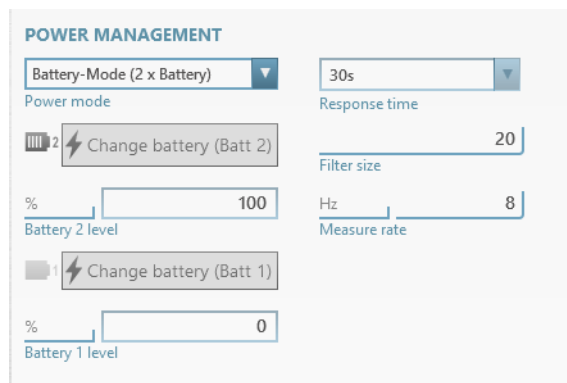 POWER MANAGEMENT
Battery-Mode (2 x Battery)
Power mode
2 Change battery (Batt 2)
% 100
Battery 2 level
1 Change battery (Batt 1)
% 0
Battery 1 level
30s
Response time
20
Filter size
Hz 8
Measure rate